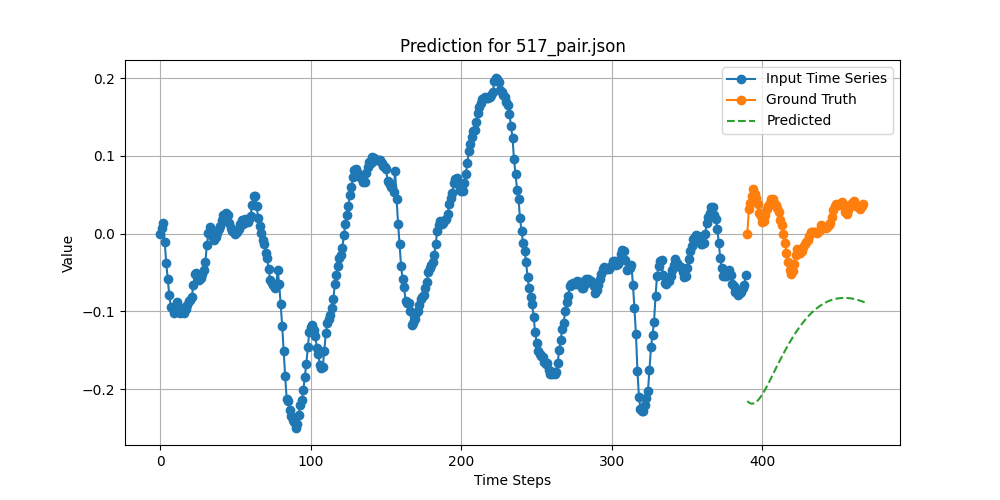 Prediction for 517_pair.json
Input Time Series
Ground Truth
Predicted
0.2
0.1
0.0
−0.1
−0.2
Value
0 100 200 300 400
Time Steps